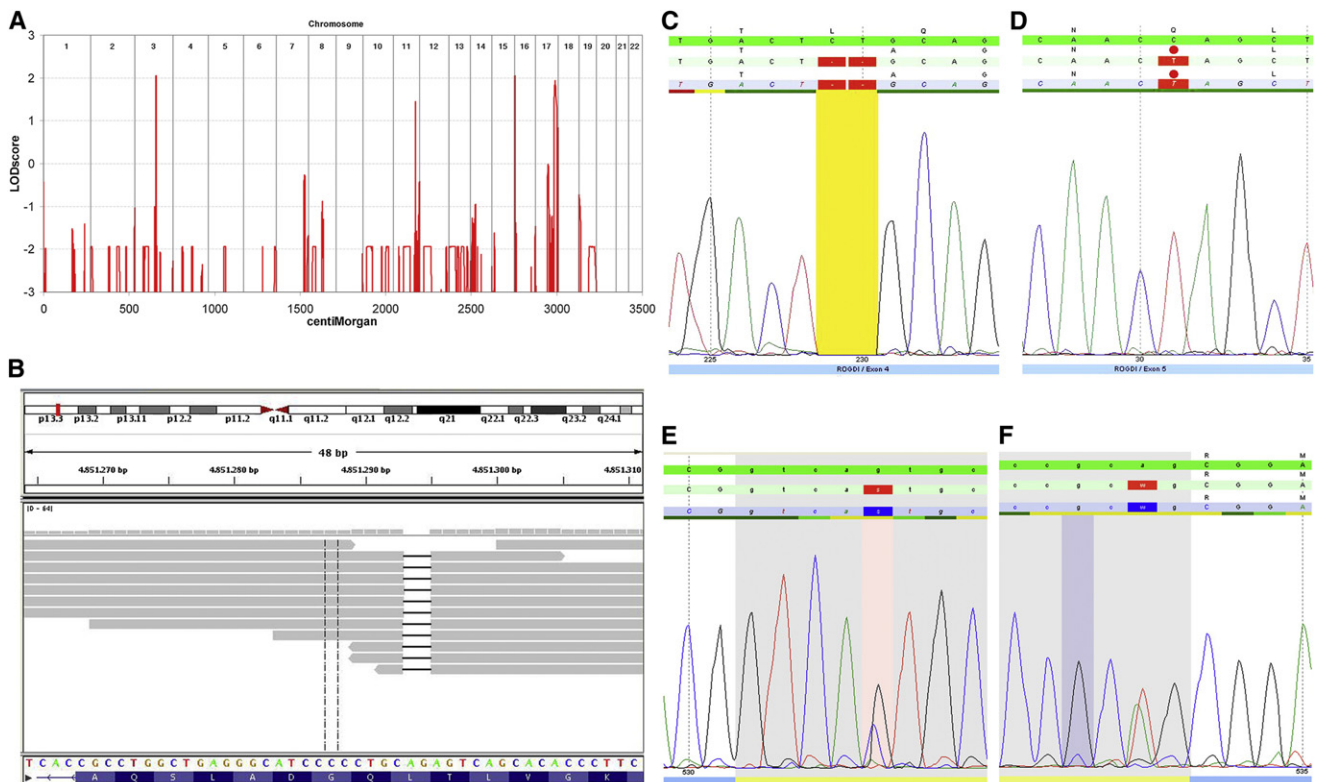 A
Chromosome
1 2 3 4 5 6 7 8 9 10 11 12 13 14 15 16 17 18 19 20 21 22
LODscore
3
2
1
0
-1
-2
-3
0 500 1000 1500 2000 2500 3000 3500
centiMorgan
B
p13.3 p13.2 p13.11 p12.2 p11.2 q11.1 q11.2 q12.1 q12.2 q21 q22.1 q22.3 q23.2 q24.1
48 bp
4.851.270 bp 4.851.280 bp 4.851.290 bp 4.851.300 bp 4.851.310 bp
[0 - 64]
T C A C C G C C T G G C T G A G G G C A T C C C C C C T G C A G A G T C A G C A C A C C C T T C
A Q S L A D G Q L T L V G K
C
T L Q
T G A C T C T G C A G
T A G
T G A C T - - G C A G
T A G
T G A C T - - G C A G
225 230
ROGDI / Exon 4
D
N Q L
C A A C C A G C T
N L
C A A C T A G C T
N L
C A A C T A G C T
30 35
ROGDI / Exon 5
E
C G g t c a g t g c
C G g t c a s t g c
C G g t c a s t g c
530
F
R M
c c g c a g C G G A
R M
c c g c w g C G G A
R M
c c g c w g C G G A
535